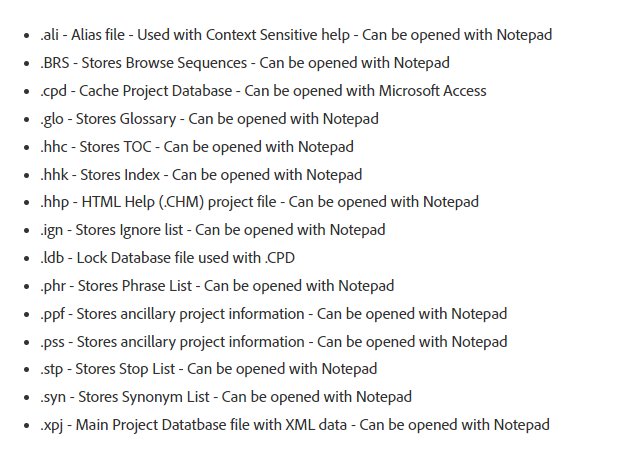 .ali - Alias file - Used with Context Sensitive help - Can be opened with Notepad
.BRS - Stores Browse Sequences - Can be opened with Notepad
.cpd - Cache Project Database - Can be opened with Microsoft Access
.glo - Stores Glossary - Can be opened with Notepad
.hhc - Stores TOC - Can be opened with Notepad
.hhk - Stores Index - Can be opened with Notepad
.hhp - HTML Help (.CHM) project file - Can be opened with Notepad
.ign - Stores Ignore list - Can be opened with Notepad
.ldb - Lock Database file used with .CPD
.phr - Stores Phrase List - Can be opened with Notepad
.ppf - Stores ancillary project information - Can be opened with Notepad
.pss - Stores ancillary project information - Can be opened with Notepad
.stp - Stores Stop List - Can be opened with Notepad
.syn - Stores Synonym List - Can be opened with Notepad
.xpj - Main Project Datatbase file with XML data - Can be opened with Notepad